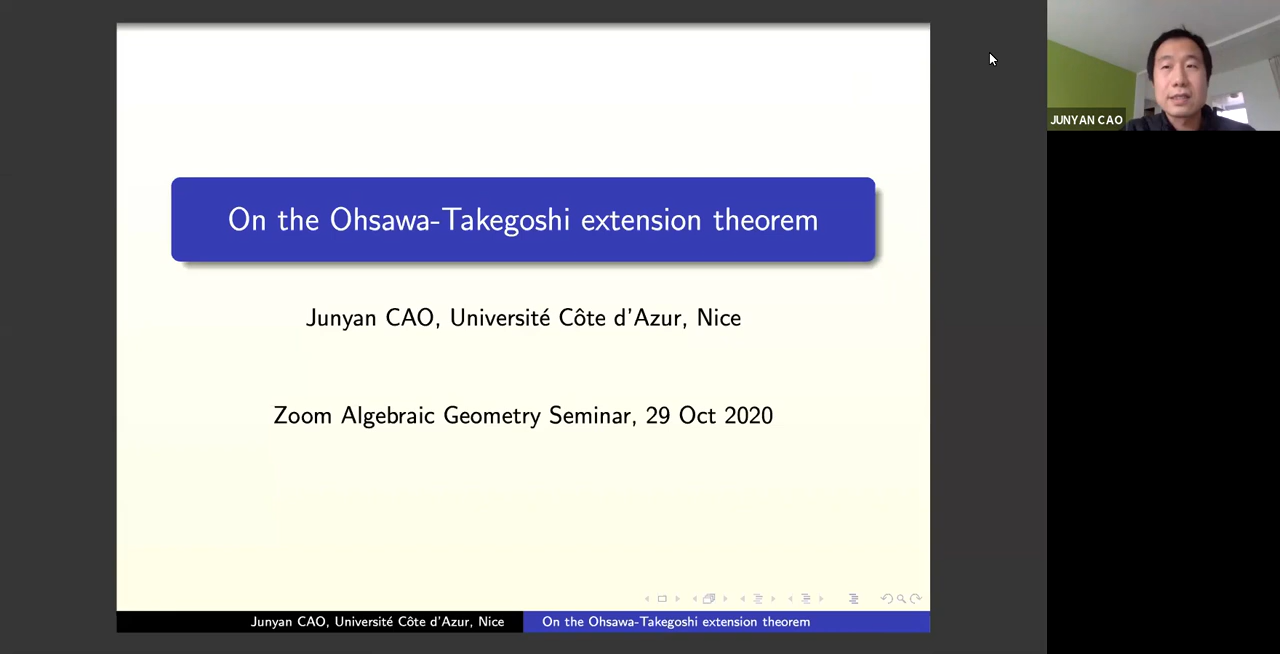 On the Ohsawa-Takegoshi extension theorem
Junyan CAO, Université Côte d'Azur, Nice
Zoom Algebraic Geometry Seminar, 29 Oct 2020
Junyan CAO, Université Côte d'Azur, Nice
On the Ohsawa-Takegoshi extension theorem
JUNYAN CAO